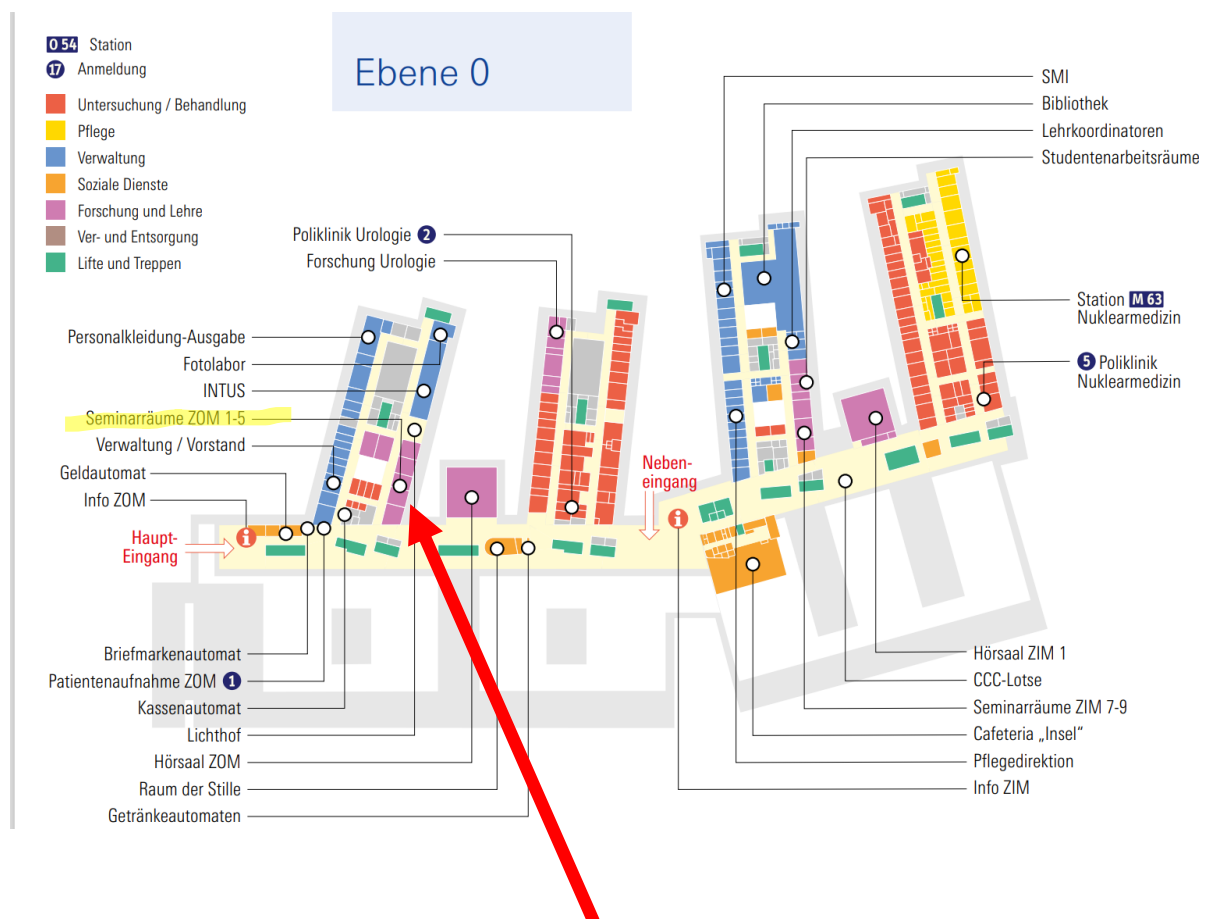 O 54 Station
17 Anmeldung
Untersuchung / Behandlung
Pflege
Verwaltung
Soziale Dienste
Forschung und Lehre
Ver- und Entsorgung
Lifte und Treppen
Ebene 0
Poliklinik Urologie 2
Forschung Urologie
Personalkleidung-Ausgabe
Fotolabor
INTUS
Seminarräume ZOM 1-5
Verwaltung / Vorstand
Geldautomat
Info ZOM
Haupt-
Eingang
i
Neben-
eingang
i
SMI
Bibliothek
Lehrkoordinatoren
Studentenarbeitsräume
Station M 63
Nuklearmedizin
5 Poliklinik
Nuklearmedizin
Briefmarkenautomat
Patientenaufnahme ZOM 1
Kassenautomat
Lichthof
Hörsaal ZOM
Raum der Stille
Getränkeautomaten
Hörsaal ZIM 1
CCC-Lotse
Seminarräume ZIM 7-9
Cafeteria „Insel“
Pflegedirektion
Info ZIM